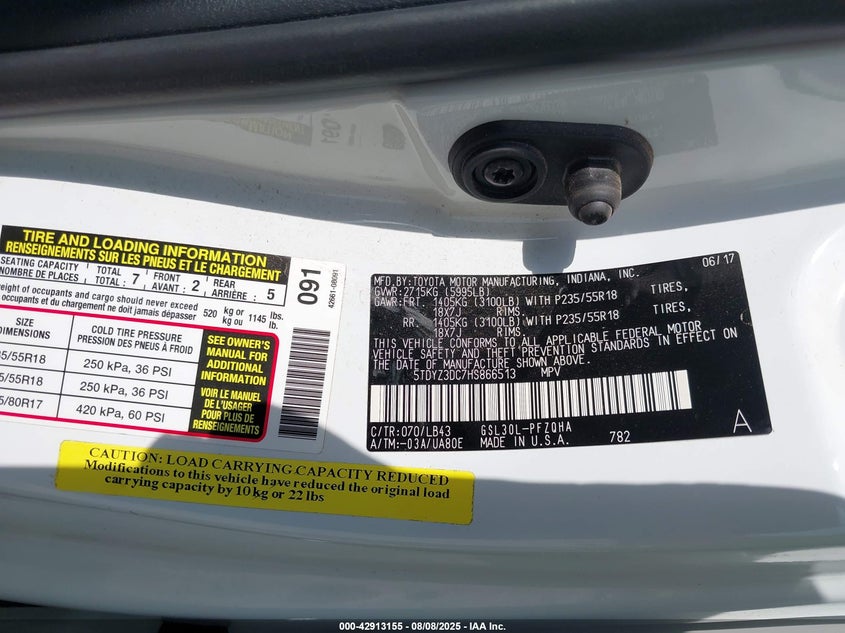 TIRE AND LOADING INFORMATION
RENSEIGNEMENTS SUR LES PNEUS ET LE CHARGEMENT
SEATING CAPACITY TOTAL : 7 FRONT : 2 REAR : 5
NOMBRE DE PLACES: TOTAL AVANT ARRIÈRE
weight of occupants and cargo should never exceed 520 kg or 1145 lbs.
occupants et du chargement ne doit jamais dépasser kg ou lb.
SIZE COLD TIRE PRESSURE
DIMENSIONS PRESSION DES PNEUS À FROID
5/55R18 250 kPa, 36 PSI
5/55R18 250 kPa, 36 PSI
5/80R17 420 kPa, 60 PSI
SEE OWNER'S
MANUAL FOR
ADDITIONAL
INFORMATION
VOIR LE MANUEL
DE L'USAGER
POUR PLUS DE
RENSEIGNEMENTS
091
42661-08091
CAUTION: LOAD CARRYING CAPACITY REDUCED
Modifications to this vehicle have reduced the original load
carrying capacity by 10 kg or 22 lbs
MFD. BY: TOYOTA MOTOR MANUFACTURING, INDIANA, INC. 06/17
GVWR: 2715KG (5995LB)
GAWR: FRT. 1405KG (3100LB) WITH P235/55R18 TIRES,
18X7J RIMS.
RR. 1405KG (3100LB) WITH P235/55R18 TIRES,
18X7J RIMS.
THIS VEHICLE CONFORMS TO ALL APPLICABLE FEDERAL MOTOR
VEHICLE SAFETY AND THEFT PREVENTION STANDARDS IN EFFECT ON
THE DATE OF MANUFACTURE SHOWN ABOVE.
5TDYZ3DC7HS866513 MPV
C/TR: 070/LB43 GSL30L-PFZQHA A
A/TM: -03A/UA80E MADE IN U.S.A. 782
000-42913155 - 08/08/2025 - IAA Inc.